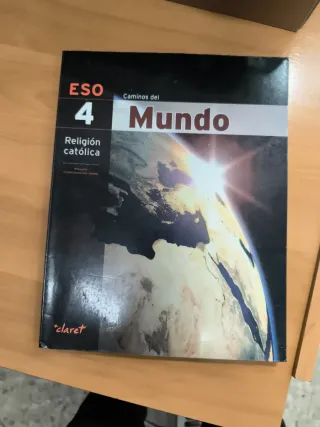 ESO
4
Religión
católica
Caminos del
Mundo
claret